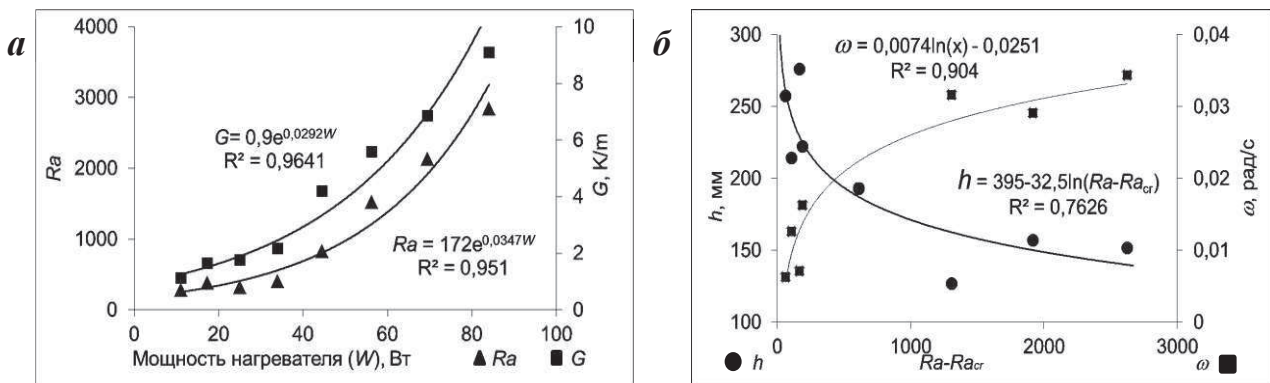 а
4000
3000
2000
1000
0
Ra
10
8
6
4
2
0
G, K/m
G= 0,9e^0,0292W
R² = 0,9641
Ra = 172e^0,0347W
R² = 0,951
0 20 40 60 80 100
Мощность нагревателя (W), Вт ▲ Ra ■ G
б
300
250
200
150
100
h, мм
0,04
0,03
0,02
0,01
0
ω, рад/с
ω = 0,0074ln(x) - 0,0251
R² = 0,904
h = 395-32,5ln(Ra-Racr)
R² = 0,7626
0 1000 2000 3000
● h Ra-Racr ω ■